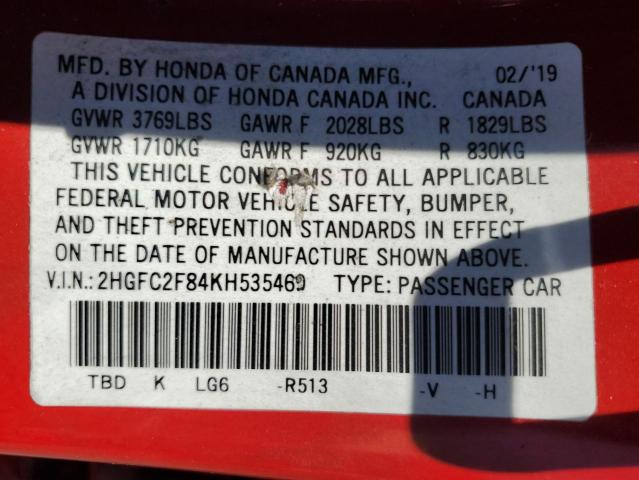 MFD. BY HONDA OF CANADA MFG., 02/'19
A DIVISION OF HONDA CANADA INC. CANADA
GVWR 3769LBS GAWR F 2028LBS R 1829LBS
GVWR 1710KG GAWR F 920KG R 830KG
THIS VEHICLE CONFORMS TO ALL APPLICABLE
FEDERAL MOTOR VEHICLE SAFETY, BUMPER,
AND THEFT PREVENTION STANDARDS IN EFFECT
ON THE DATE OF MANUFACTURE SHOWN ABOVE.
V.I.N.: 2HGFC2F84KH535469 TYPE: PASSENGER CAR
TBD K LG6 -R513 -V -H